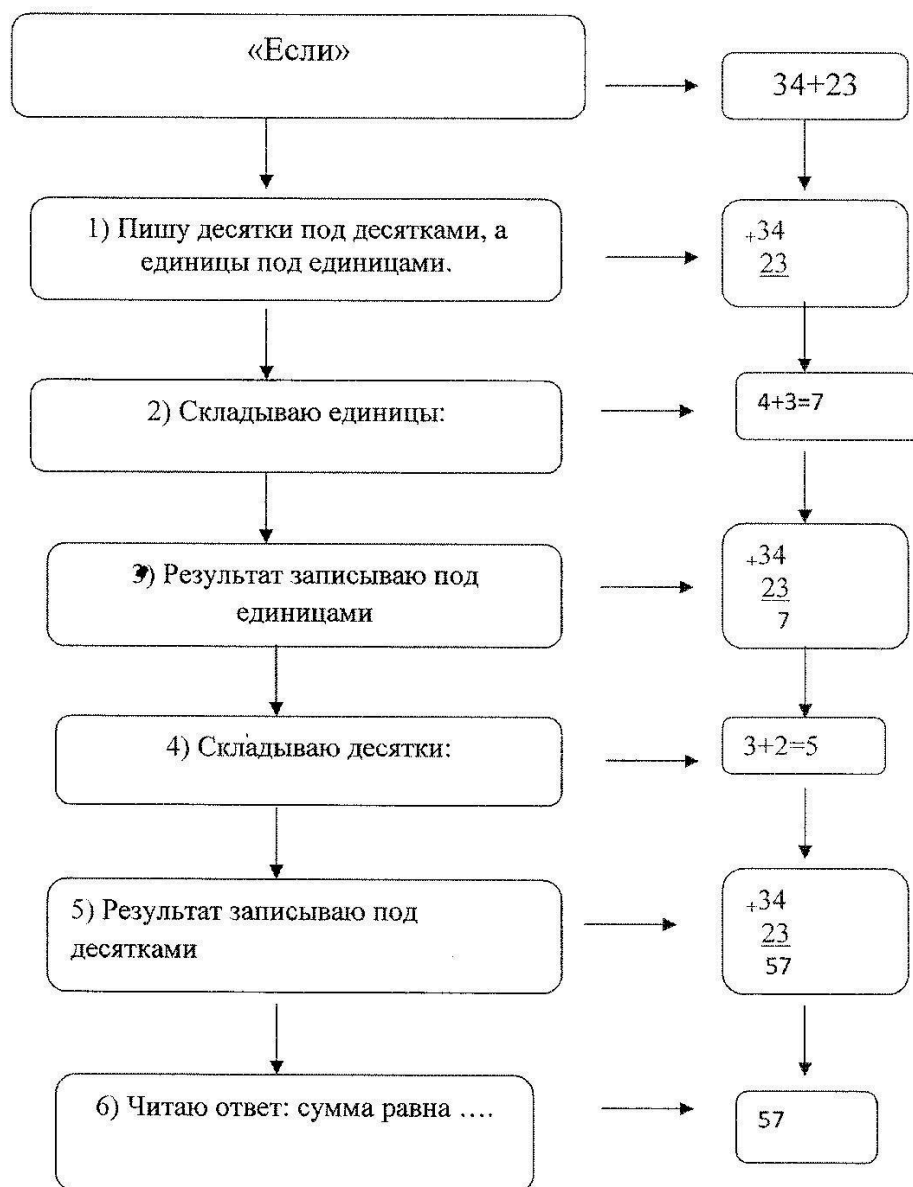 «Если»
34+23
1) Пишу десятки под десятками, а
единицы под единицами.
+34
23
2) Складываю единицы:
4+3=7
3) Результат записываю под
единицами
+34
23
7
4) Складываю десятки:
3+2=5
5) Результат записываю под
десятками
+34
23
57
6) Читаю ответ: сумма равна ….
57